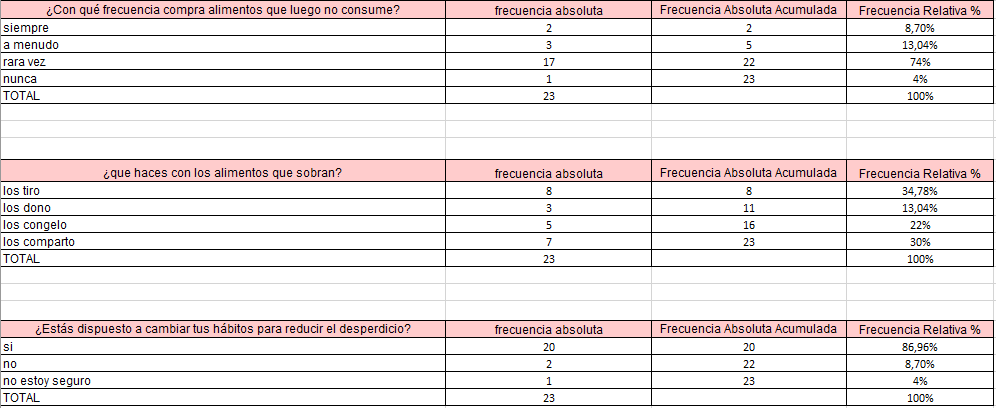 ¿Con qué frecuencia compra alimentos que luego no consume? frecuencia absoluta Frecuencia Absoluta Acumulada Frecuencia Relativa %
siempre 2 2 8,70%
a menudo 3 5 13,04%
rara vez 17 22 74%
nunca 1 23 4%
TOTAL 23 100%
¿que haces con los alimentos que sobran? frecuencia absoluta Frecuencia Absoluta Acumulada Frecuencia Relativa %
los tiro 8 8 34,78%
los dono 3 11 13,04%
los congelo 5 16 22%
los comparto 7 23 30%
TOTAL 23 100%
¿Estás dispuesto a cambiar tus hábitos para reducir el desperdicio? frecuencia absoluta Frecuencia Absoluta Acumulada Frecuencia Relativa %
si 20 20 86,96%
no 2 22 8,70%
no estoy seguro 1 23 4%
TOTAL 23 100%